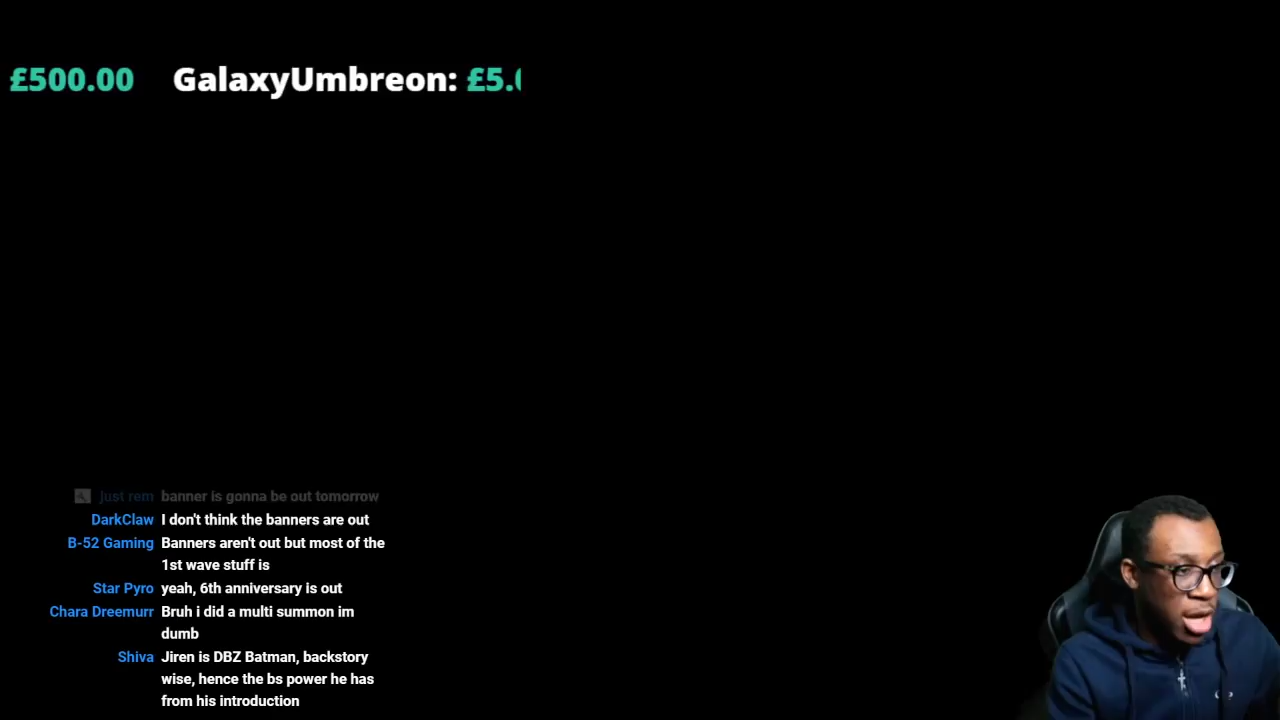 £500.00 GalaxyUmbreon: £5.
just rem banner is gonna be out tomorrow
DarkClaw I don't think the banners are out
B-52 Gaming Banners aren't out but most of the
1st wave stuff is
Star Pyro yeah, 6th anniversary is out
Chara Dreemurr Bruh i did a multi summon im
dumb
Shiva Jiren is DBZ Batman, backstory
wise, hence the bs power he has
from his introduction